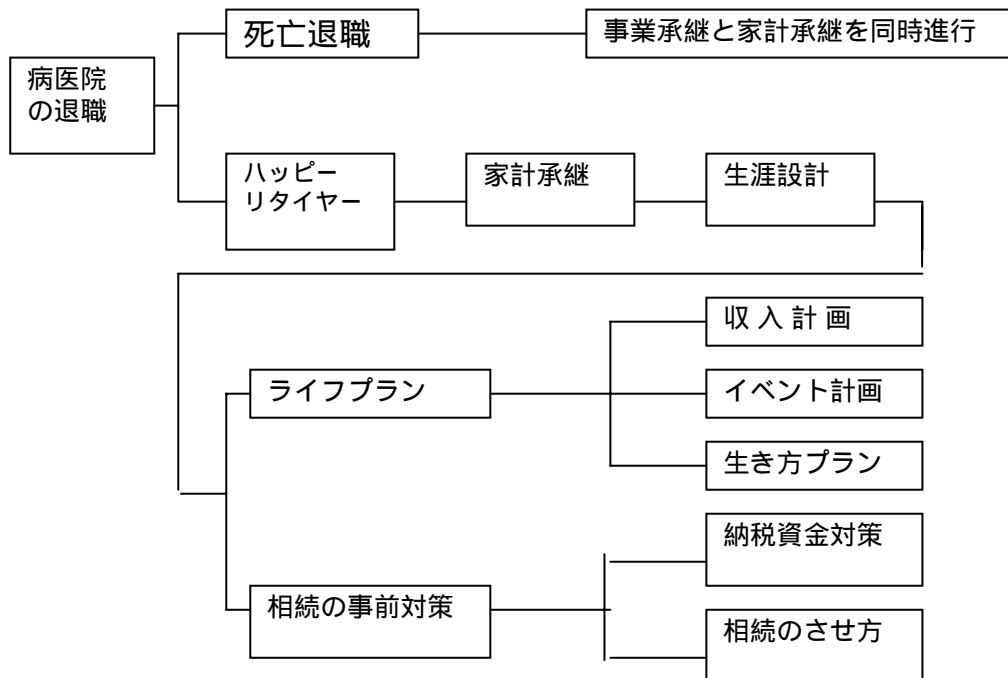 死亡退職
事業承継と家計承継を同時進行
病医院
の退職
ハッピー
リタイヤー
家計承継
生涯設計
収 入 計 画
ライフプラン
イベント計画
生き方プラン
納税資金対策
相続の事前対策
相続のさせ方